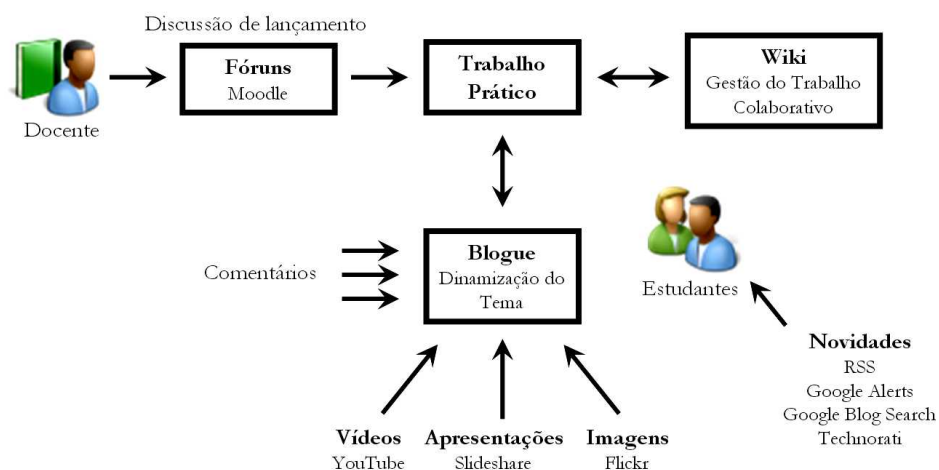 Discussão de lançamento
Docente
Fóruns
Moodle
Trabalho
Prático
Wiki
Gestão do Trabalho
Colaborativo
Comentários
Blogue
Dinamização do
Tema
Estudantes
Novidades
RSS
Google Alerts
Google Blog Search
Technorati
Vídeos
YouTube
Apresentações
Slideshare
Imagens
Flickr